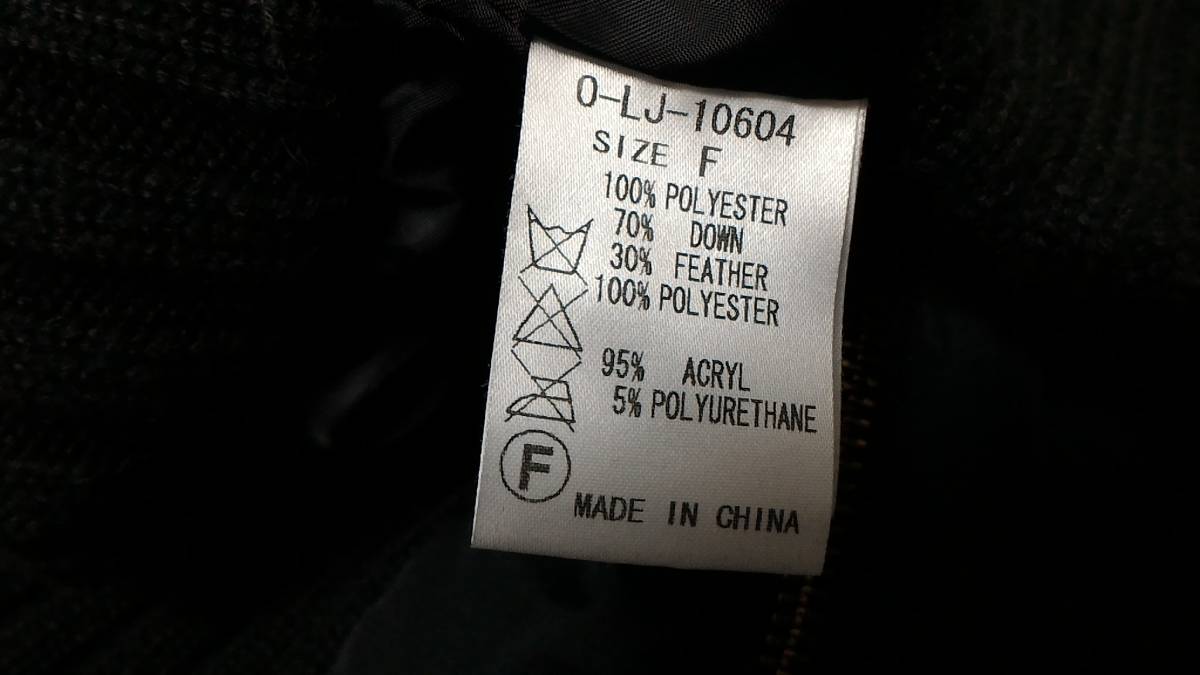 0-LJ-10604
SIZE F
100% POLYESTER
70% DOWN
30% FEATHER
100% POLYESTER
95% ACRYL
5% POLYURETHANE
F
MADE IN CHINA